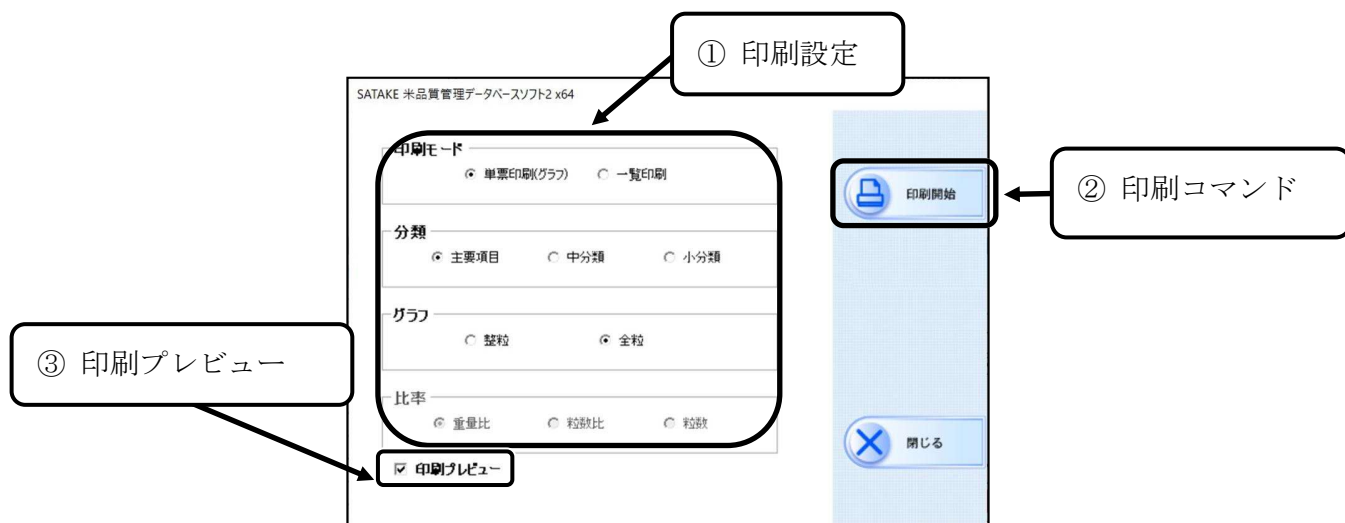 ① 印刷設定
SATAKE 米品質管理データベースソフト2 x64
印刷モード
単票印刷(グラフ) 一覧印刷
印刷開始
② 印刷コマンド
分類
主要項目 中分類 小分類
グラフ
整粒 全粒
③ 印刷プレビュー
比率
重量比 粒数比 粒数
閉じる
印刷プレビュー